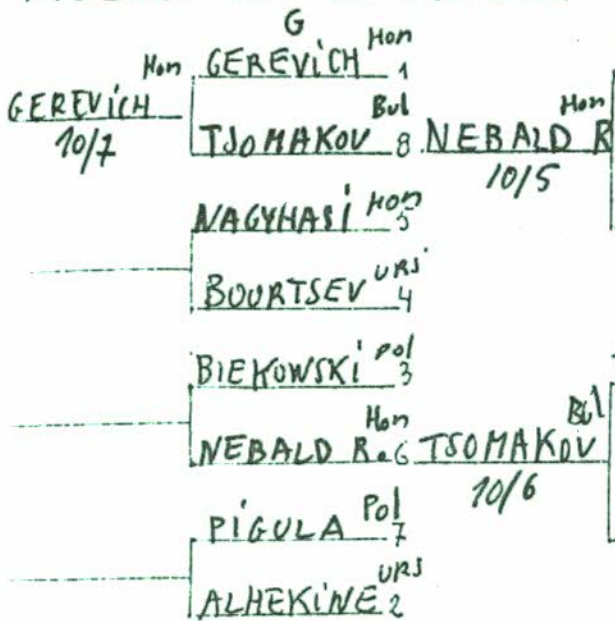 G
Hon GEREVICH Hon 1
GEREVICH
10/7
TSOMAKOV Bul 8 NEBALD R Hon
10/5
NAGYHASI Hon 5
BOURTSEV URS 4
BIEKOWSKI Pol 3
NEBALD R. Hon 6 TSOMAKOV Bul
10/6
PIGULA Pol 7
ALHEKINE URS 2